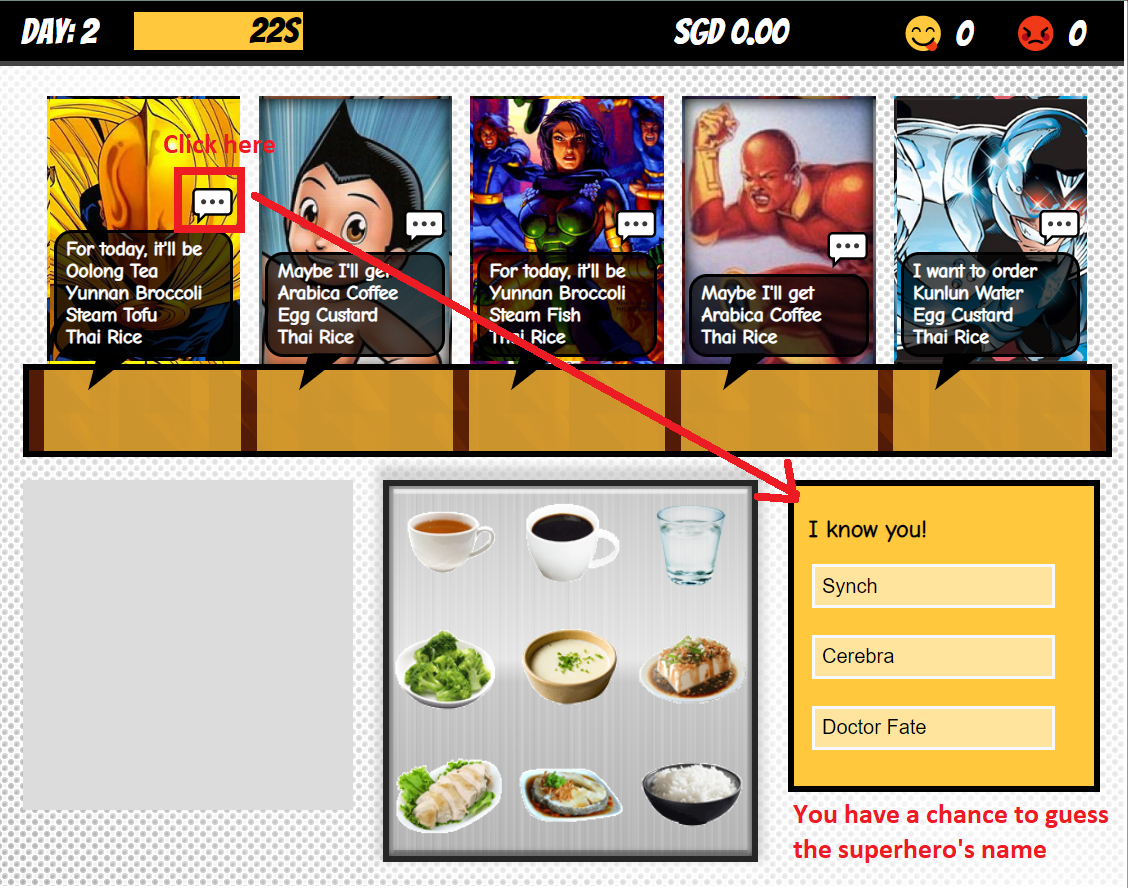 DAY: 2
22S
SGD 0.00
0
0
Click here
For today, it'll be
Oolong Tea
Yunnan Broccoli
Steam Tofu
Thai Rice
Maybe I'll get
Arabica Coffee
Egg Custard
Thai Rice
For today, it'll be
Yunnan Broccoli
Steam Fish
Thai Rice
Maybe I'll get
Arabica Coffee
Thai Rice
I want to order
Kunlun Water
Egg Custard
Thai Rice
I know you!
Synch
Cerebra
Doctor Fate
You have a chance to guess
the superhero's name